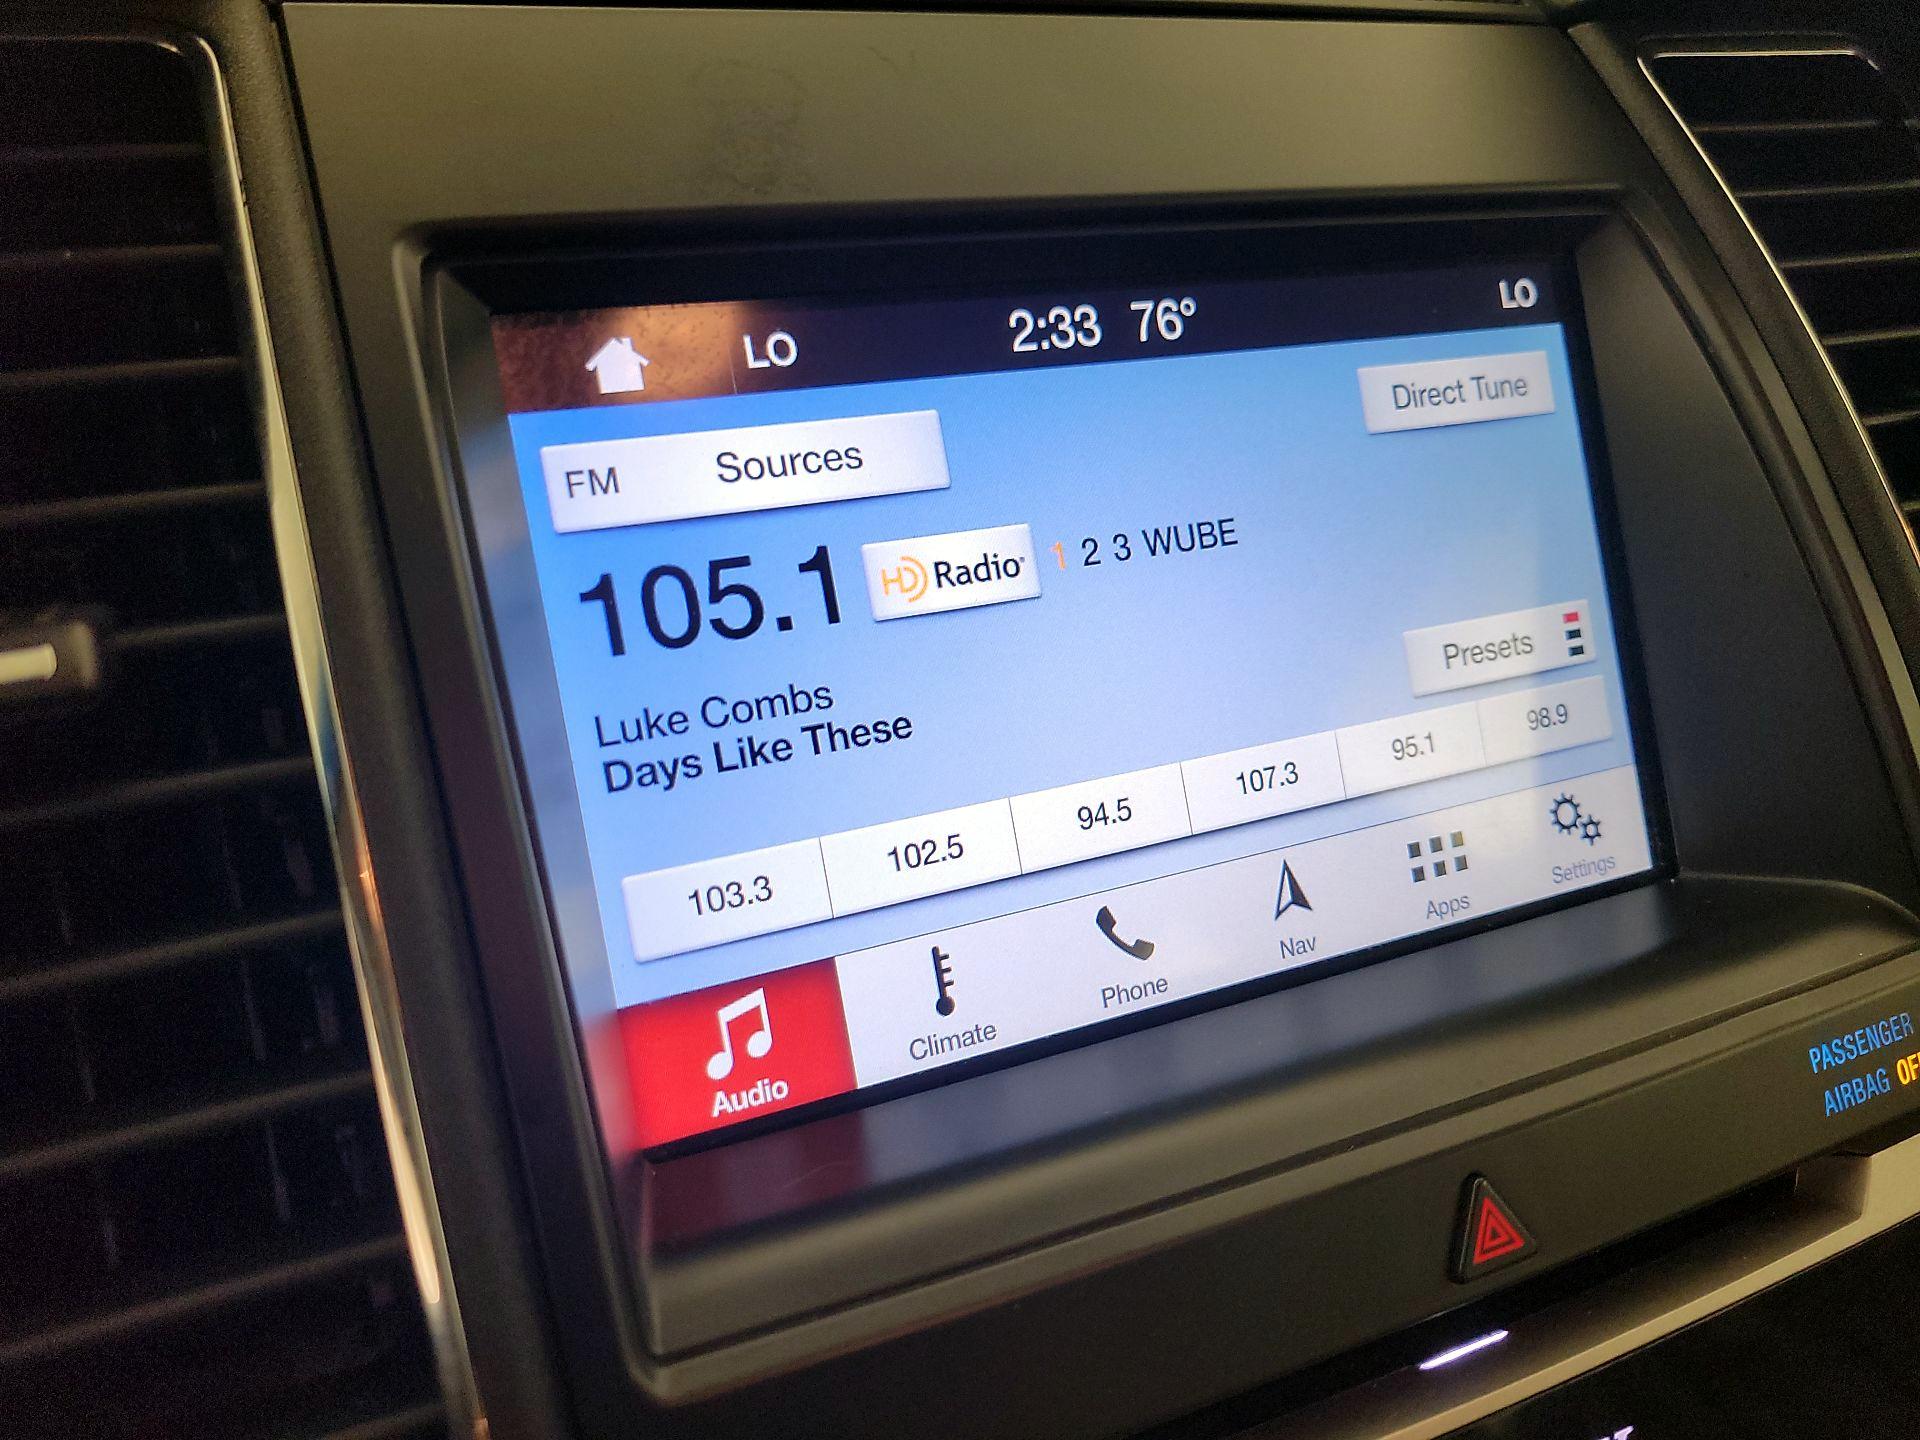 LO 2:33 76° LO
Direct Tune
FM Sources
105.1 HD Radio 1 2 3 WUBE
Presets
Luke Combs
Days Like These
103.3 102.5 94.5 107.3 95.1 98.9
Audio Climate Phone Nav Apps Settings
PASSENGER
AIRBAG